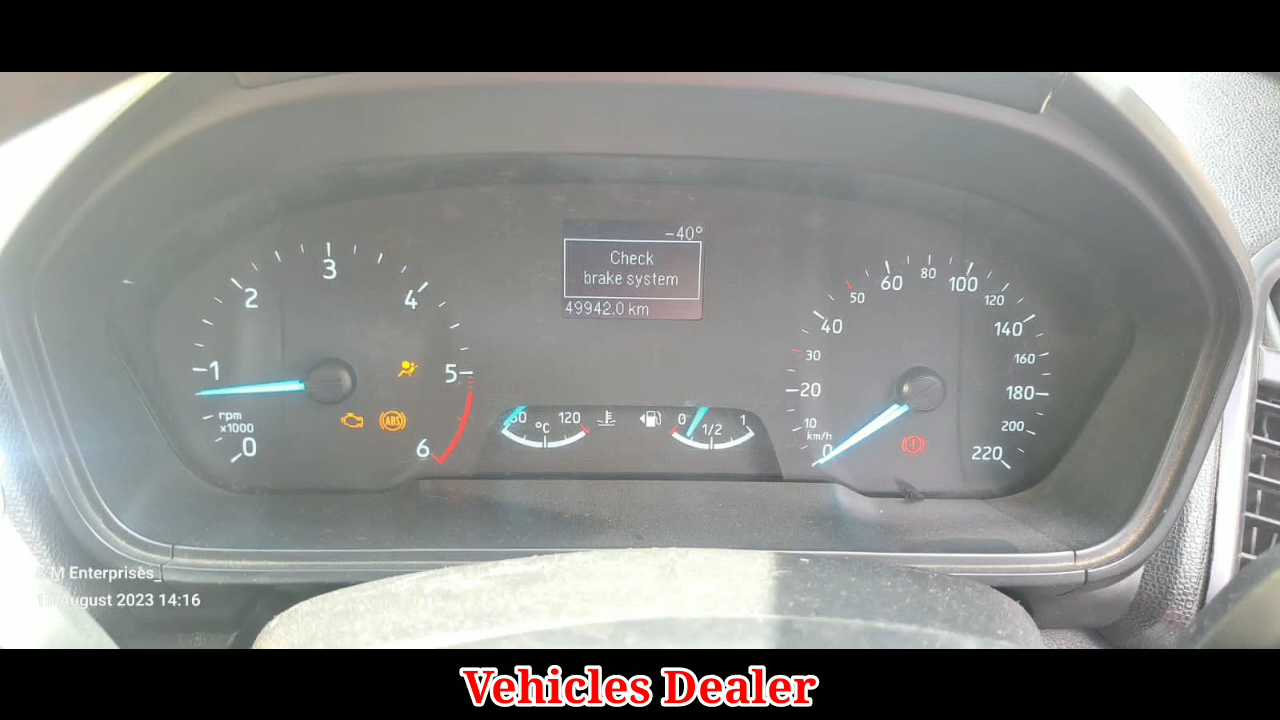 -40°
Check
brake system
49942.0 km
0
1
2
3
4
5
6
rpm
x1000
ABS
°C
120
0
1/2
1
0
10
20
30
40
50
60
80
100
120
140
160
180
200
220
km/h
M Enterprises_
August 2023 14:16
Vehicles Dealer